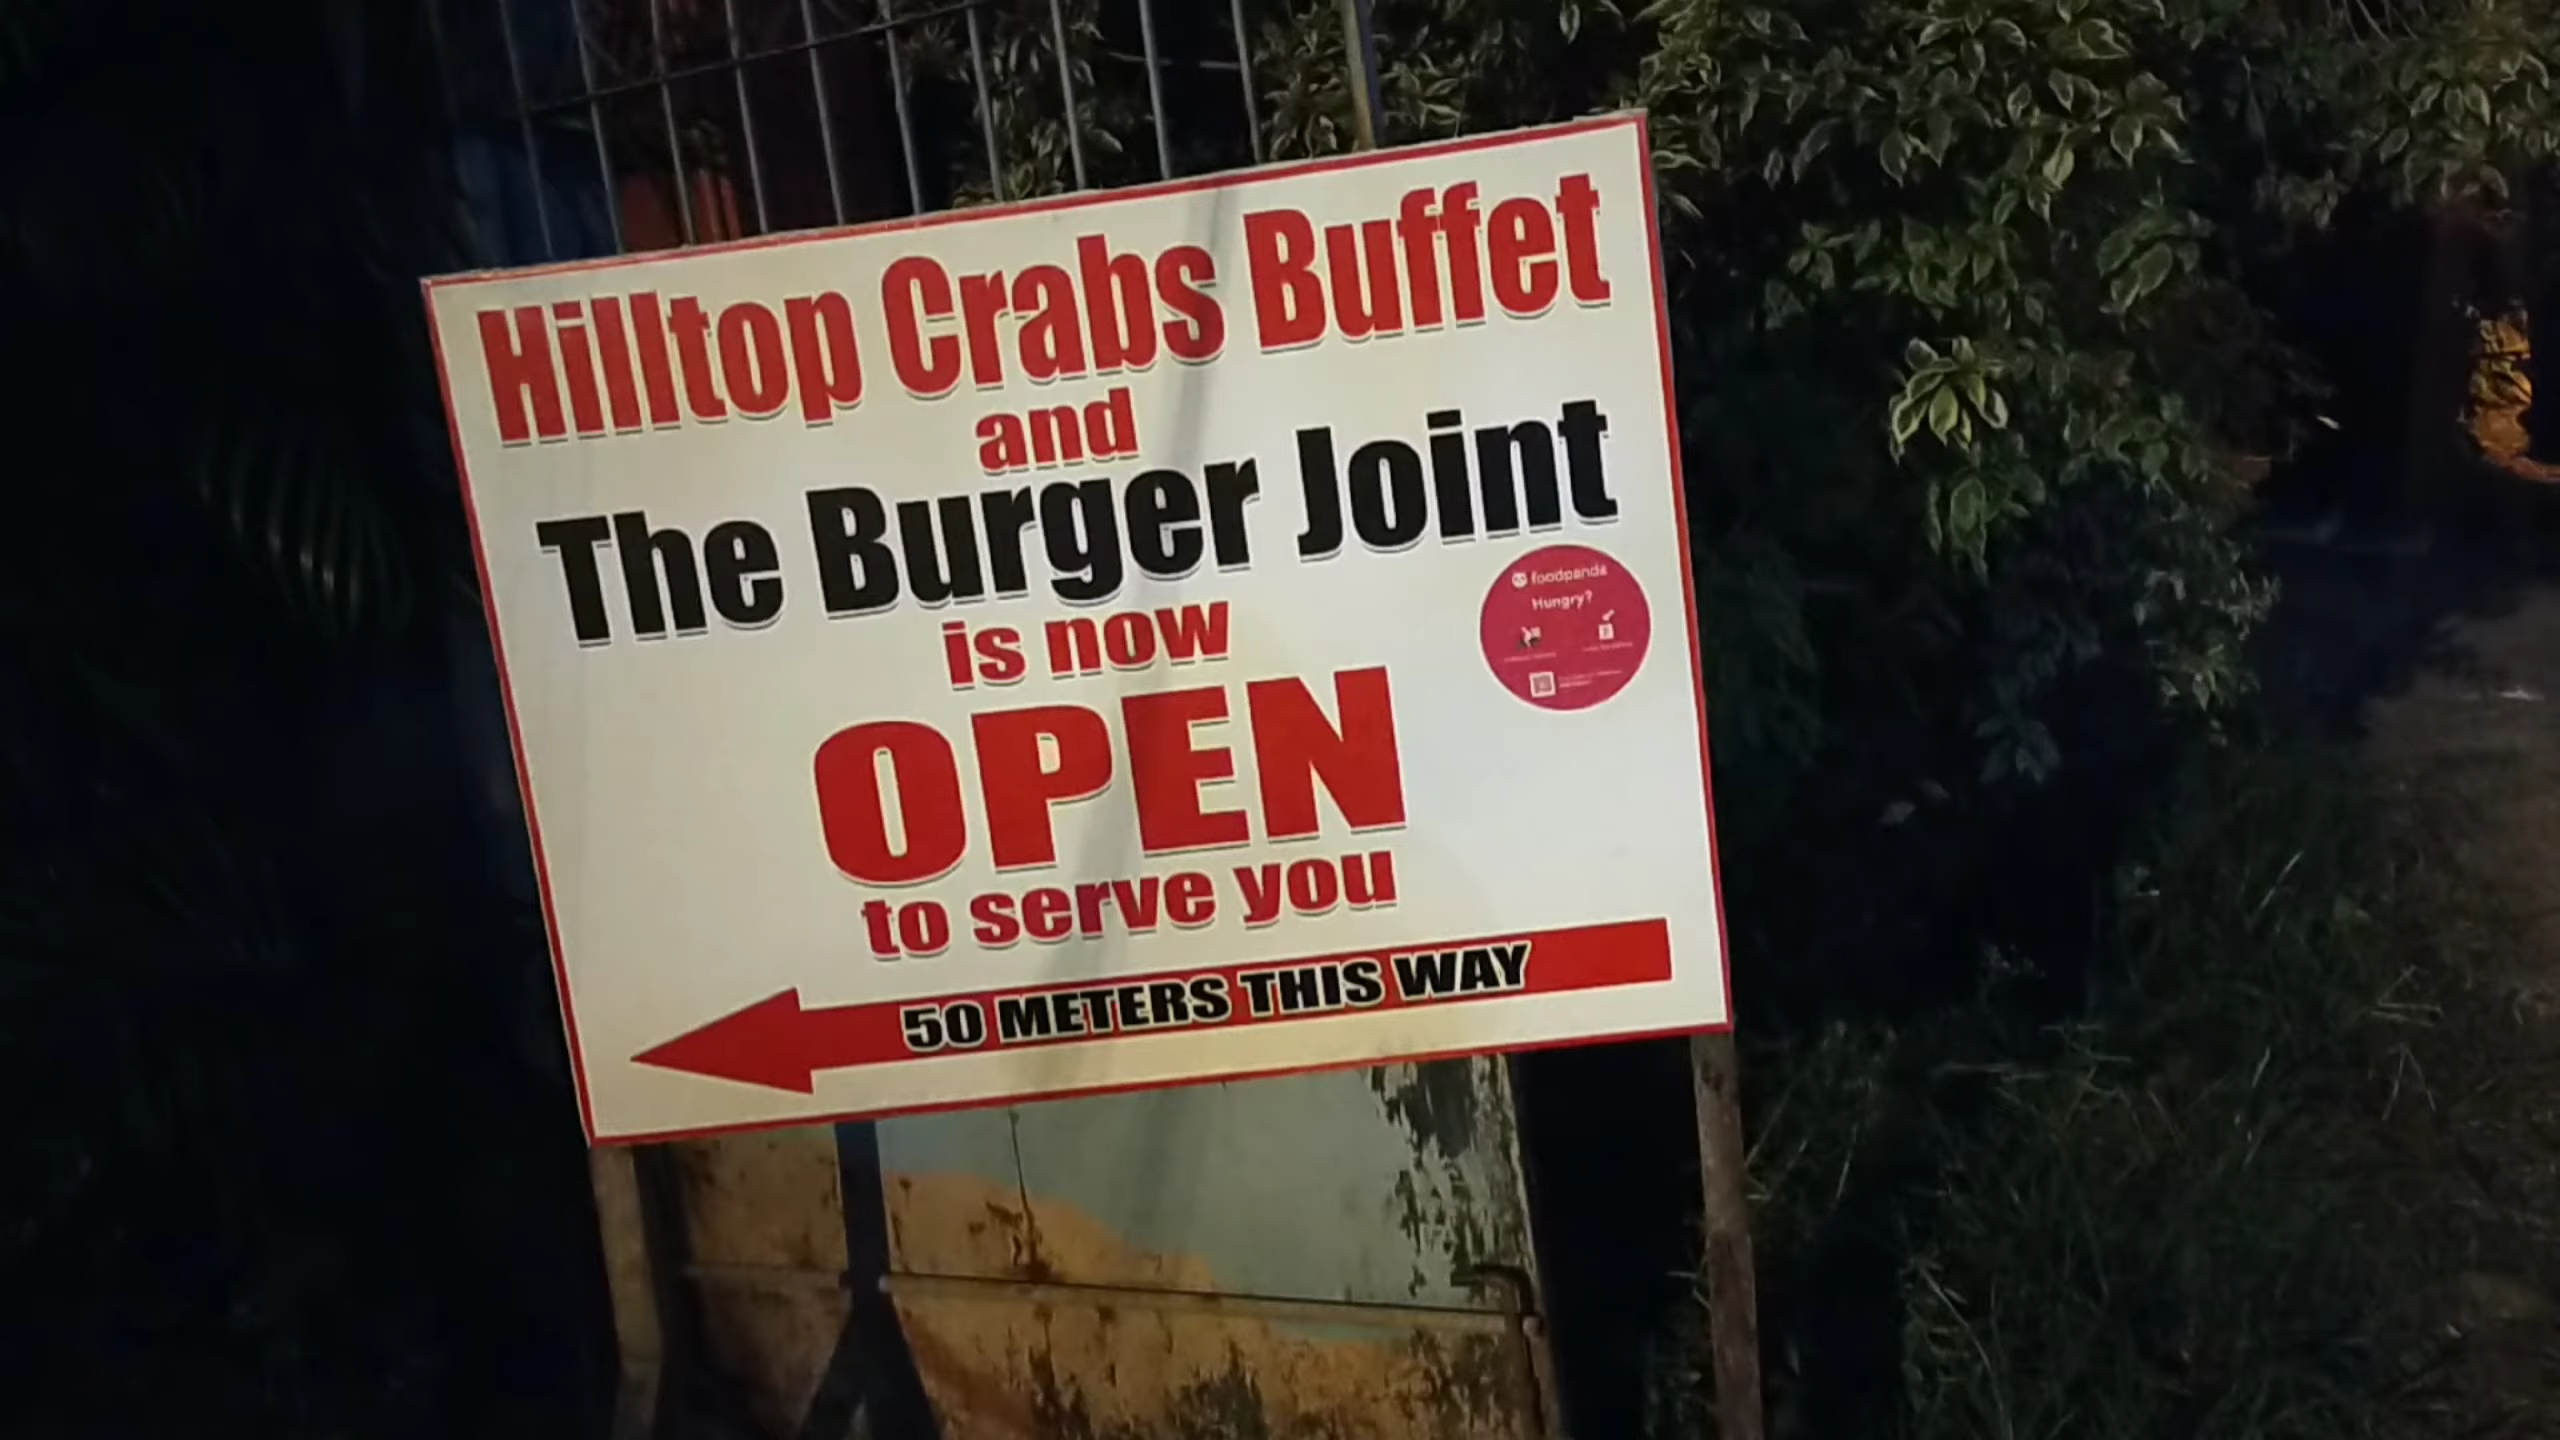 Hilltop Crabs Buffet
and
The Burger Joint
is now
OPEN
to serve you
50 METERS THIS WAY
foodpanda
Hungry?